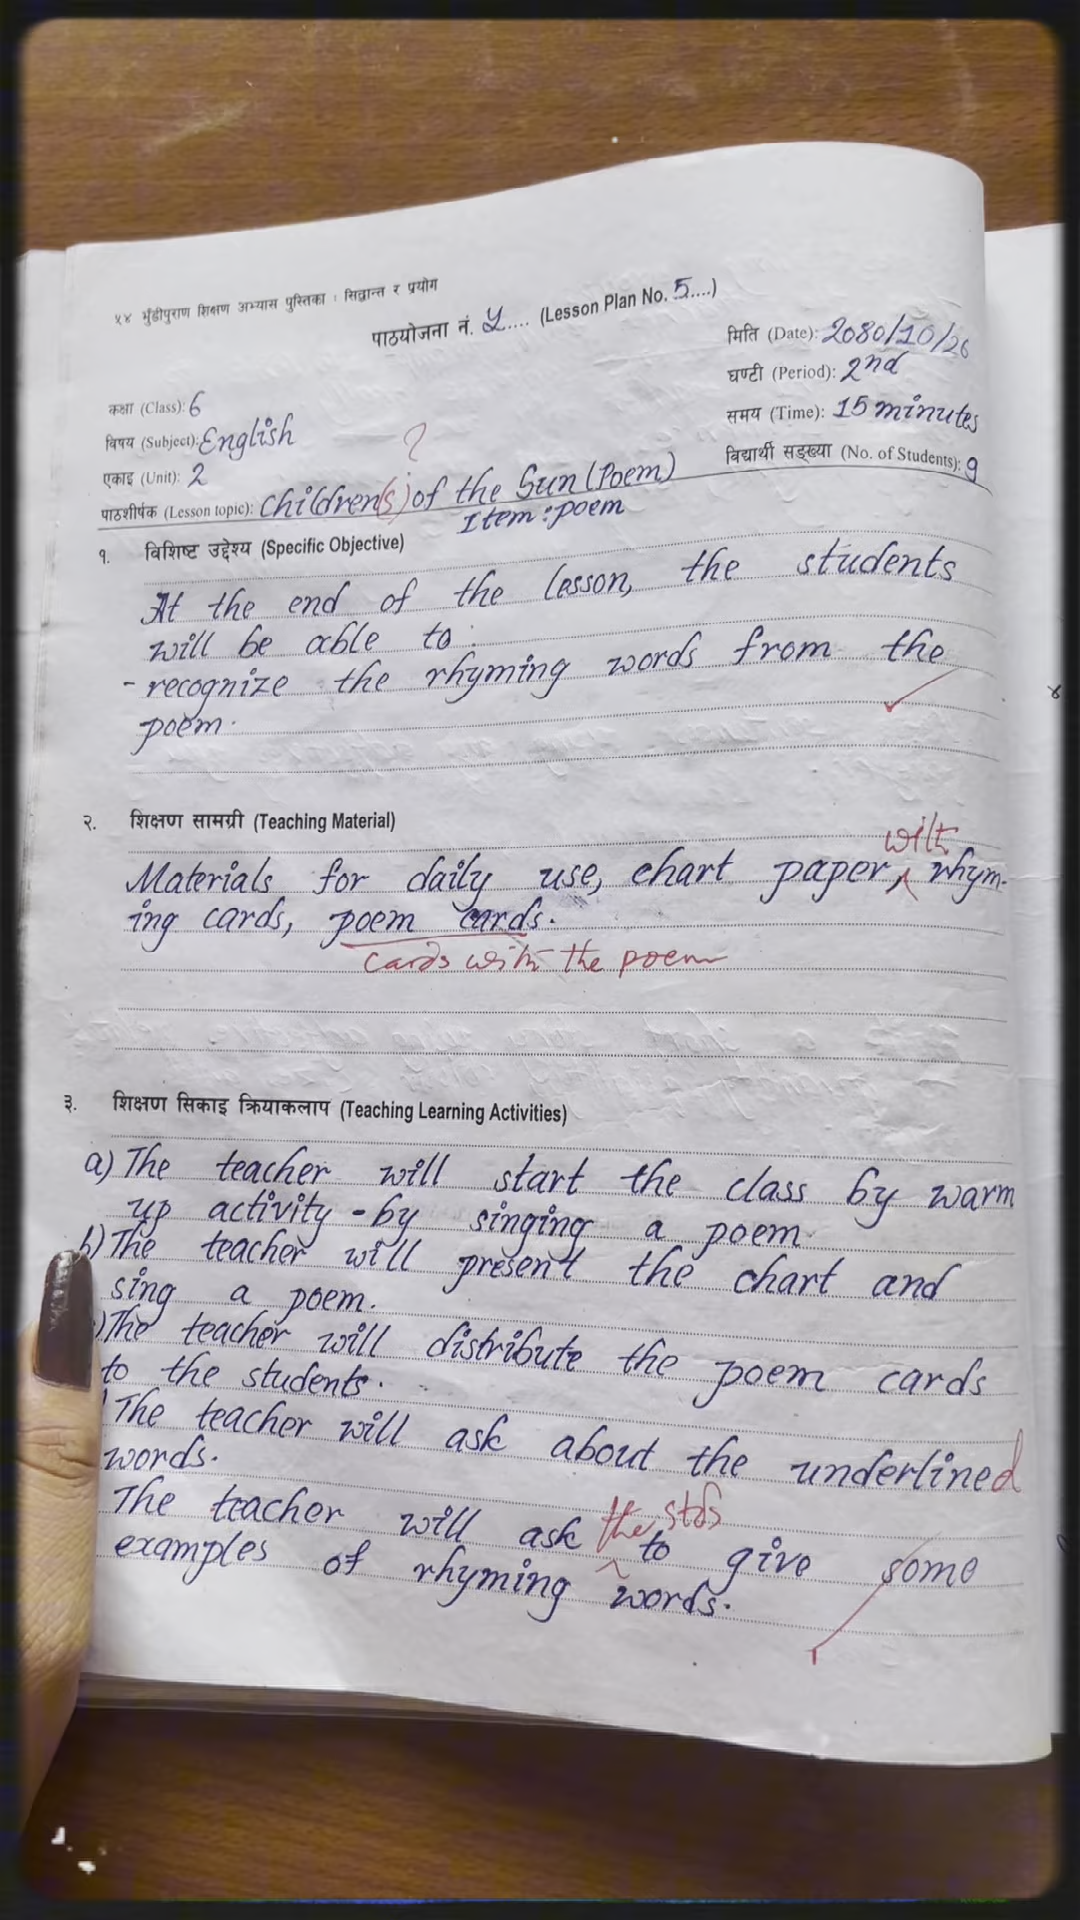 ५४ भुँडीपुराण शिक्षण अभ्यास पुस्तिका : सिद्धान्त र प्रयोग
पाठयोजना नं. ५.... (Lesson Plan No. 5....)
मिति (Date): 2080/10/26
घण्टी (Period): 2nd
समय (Time): 15 minutes
विद्यार्थी सङ्ख्या (No. of Students): 9
कक्षा (Class): 6
विषय (Subject): English
एकाइ (Unit): 2
?
पाठशीर्षक (Lesson topic): Children(s) of the Sun (Poem)
Item : poem
१. विशिष्ट उद्देश्य (Specific Objective)
At the end of the lesson, the students
will be able to :
- recognize the rhyming words from the
poem.
२. शिक्षण सामग्री (Teaching Material)
with
Materials for daily use, chart paper, rhym-
ing cards, poem cards.
cards with the poem
३. शिक्षण सिकाइ क्रियाकलाप (Teaching Learning Activities)
a) The teacher will start the class by warm
up activity - by singing a poem.
b) The teacher will present the chart and
sing a poem.
) The teacher will distribute the poem cards
to the students.
The teacher will ask about the underlined
words.
the stds
The teacher will ask to give some
examples of rhyming words.